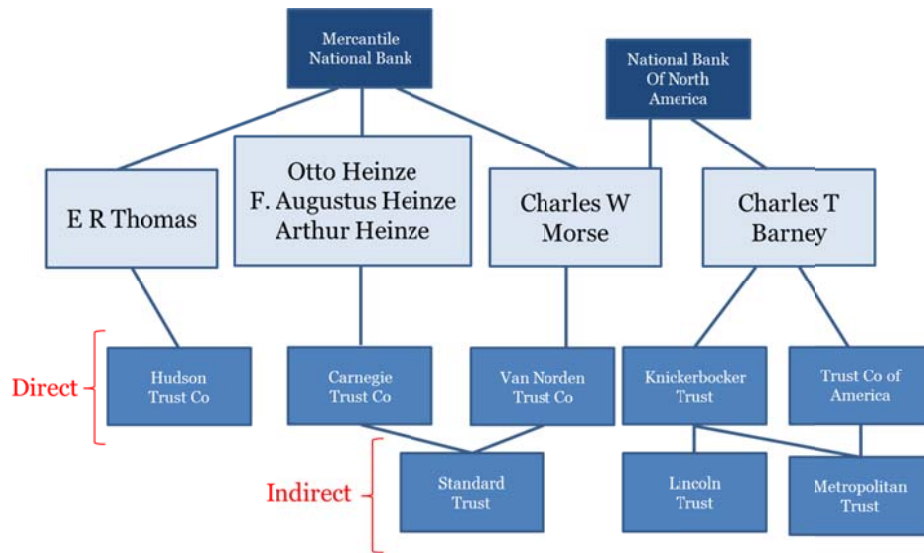 Mercantile
National Bank
National Bank
Of North
America
E R Thomas
Otto Heinze
F. Augustus Heinze
Arthur Heinze
Charles W
Morse
Charles T
Barney
Direct
Hudson
Trust Co
Carnegie
Trust Co
Van Norden
Trust Co
Knickerbocker
Trust
Trust Co of
America
Indirect
Standard
Trust
Lincoln
Trust
Metropolitan
Trust